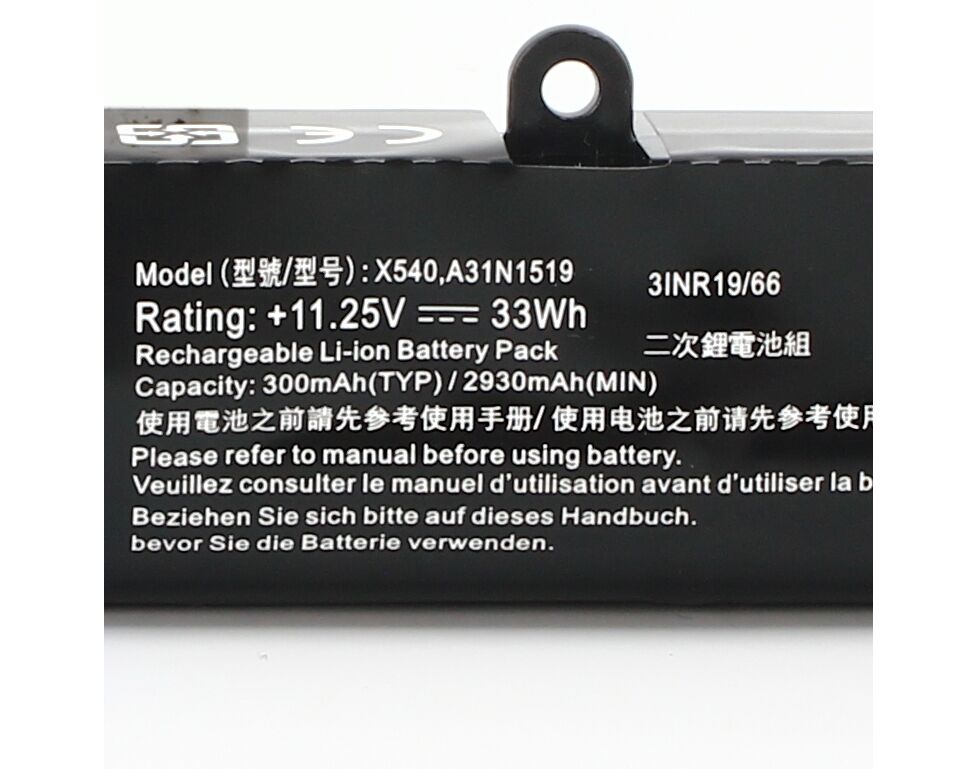 CE
Model (型號/型号) : X540,A31N1519
3INR19/66
Rating: +11.25V ⎓ 33Wh
Rechargeable Li-ion Battery Pack
二次鋰電池組
Capacity: 300mAh(TYP) / 2930mAh(MIN)
使用電池之前請先参考使用手册/ 使用电池之前请先参考使用
Please refer to manual before using battery.
Veuillez consulter le manuel d'utilisation avant d'utiliser la b
Beziehen Sie sich bitte auf dieses Handbuch.
bevor Sie die Batterie verwenden.